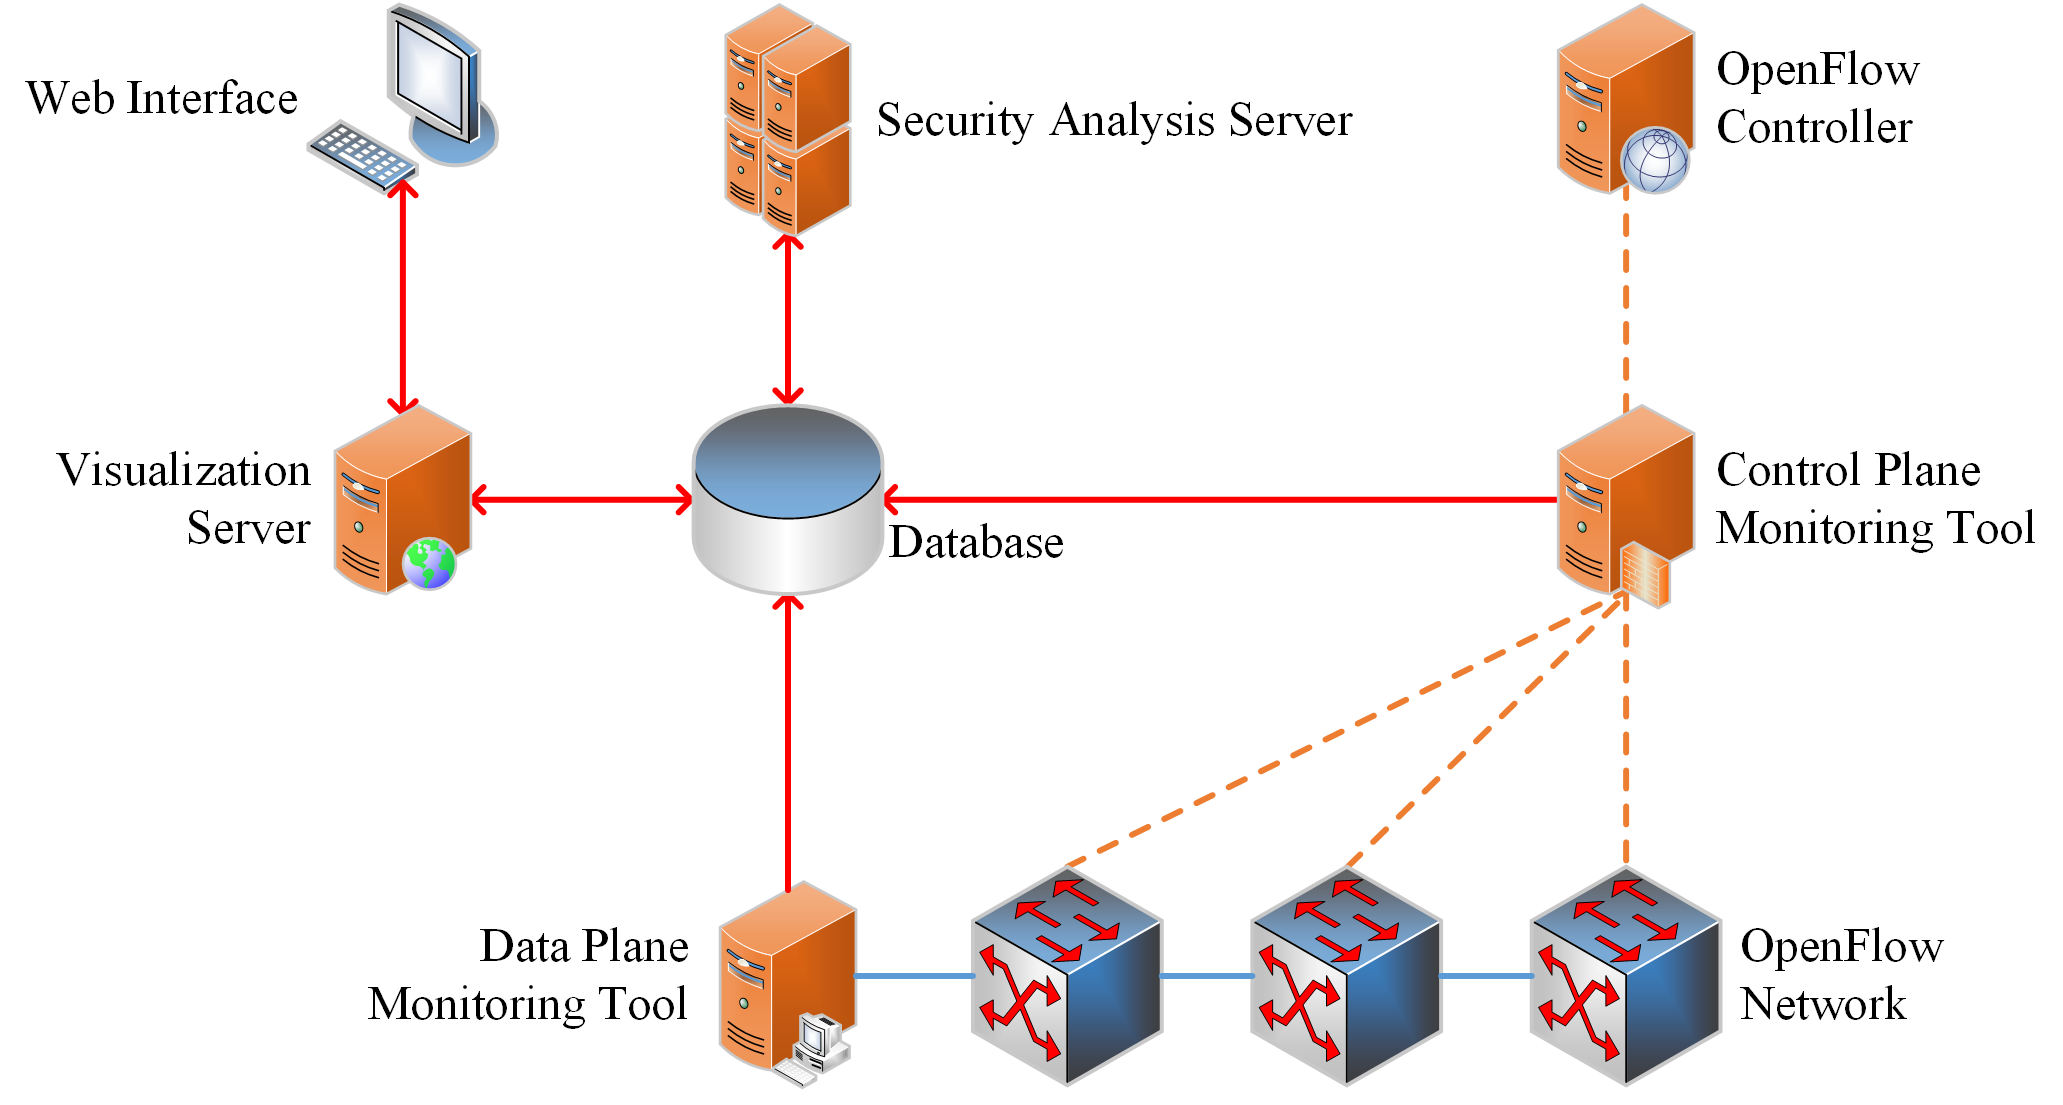 Web Interface
Security Analysis Server
OpenFlow
Controller
Visualization
Server
Database
Control Plane
Monitoring Tool
Data Plane
Monitoring Tool
OpenFlow
Network